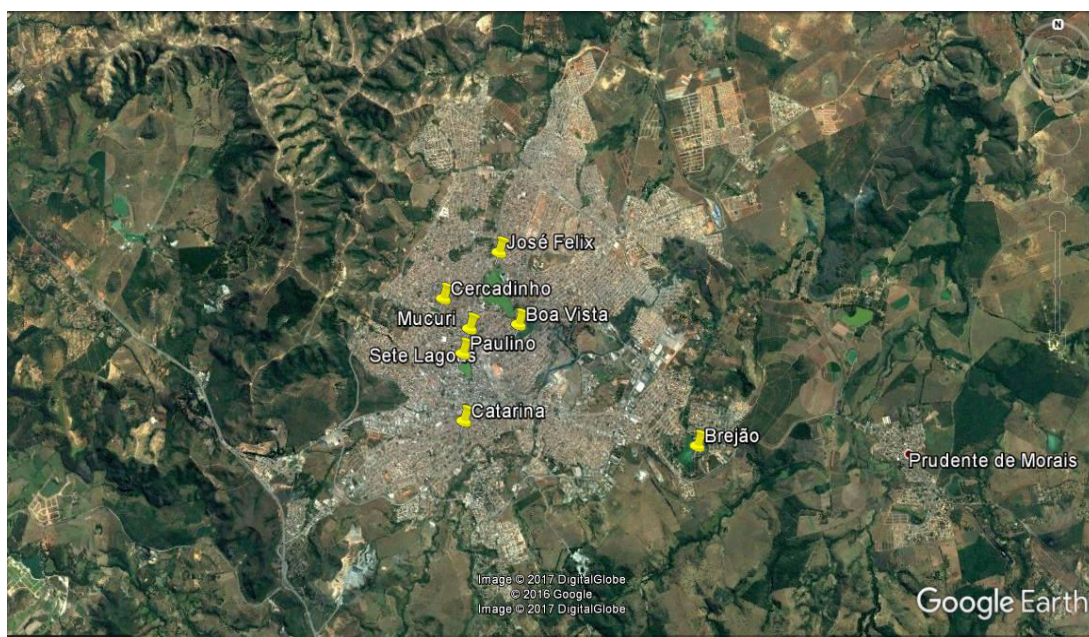 N
José Felix
Cercadinho
Boa Vista
Mucuri
Paulino
Sete Lagoas
Catarina
Brejão
Prudente de Morais
Image © 2017 DigitalGlobe
© 2016 Google
Image © 2017 DigitalGlobe
Google Earth